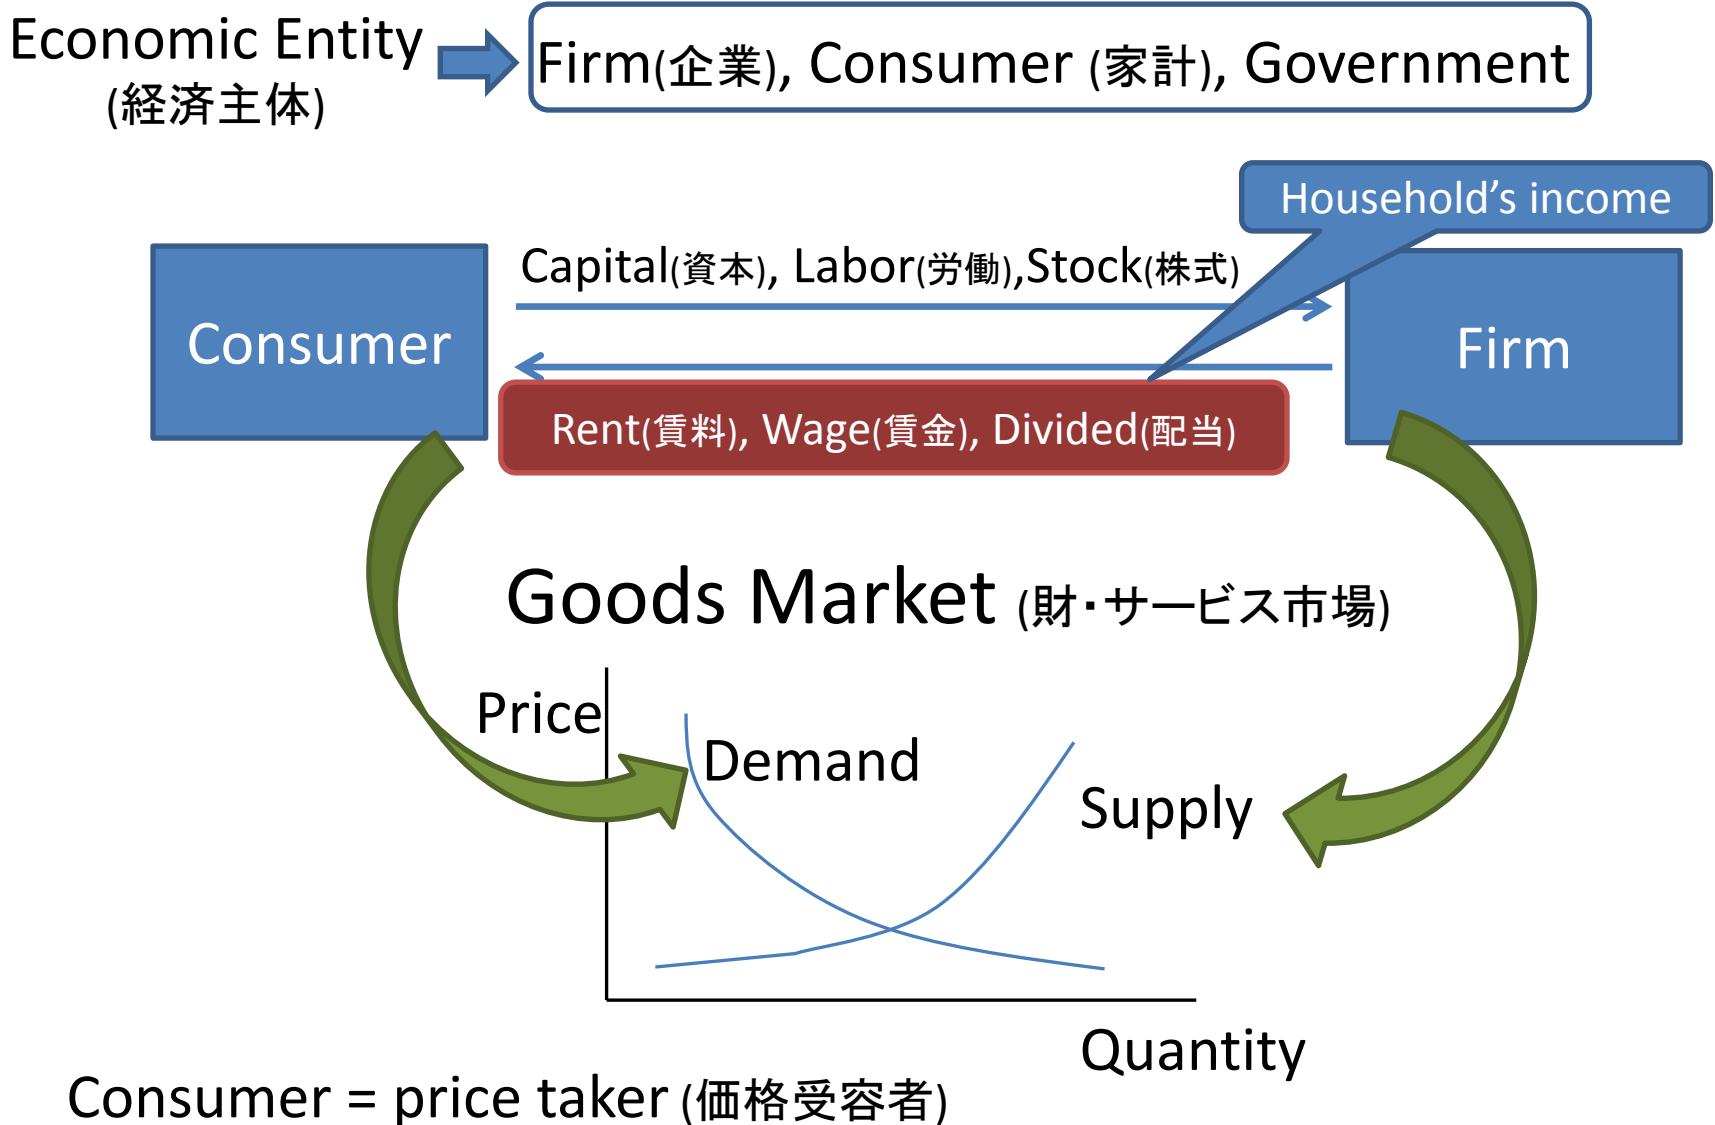 Economic Entity
(経済主体)
Firm(企業), Consumer (家計), Government
Household’s income
Capital(資本), Labor(労働),Stock(株式)
Consumer
Firm
Rent(賃料), Wage(賃金), Divided(配当)
Goods Market (財・サービス市場)
Price
Demand
Supply
Quantity
Consumer = price taker (価格受容者)